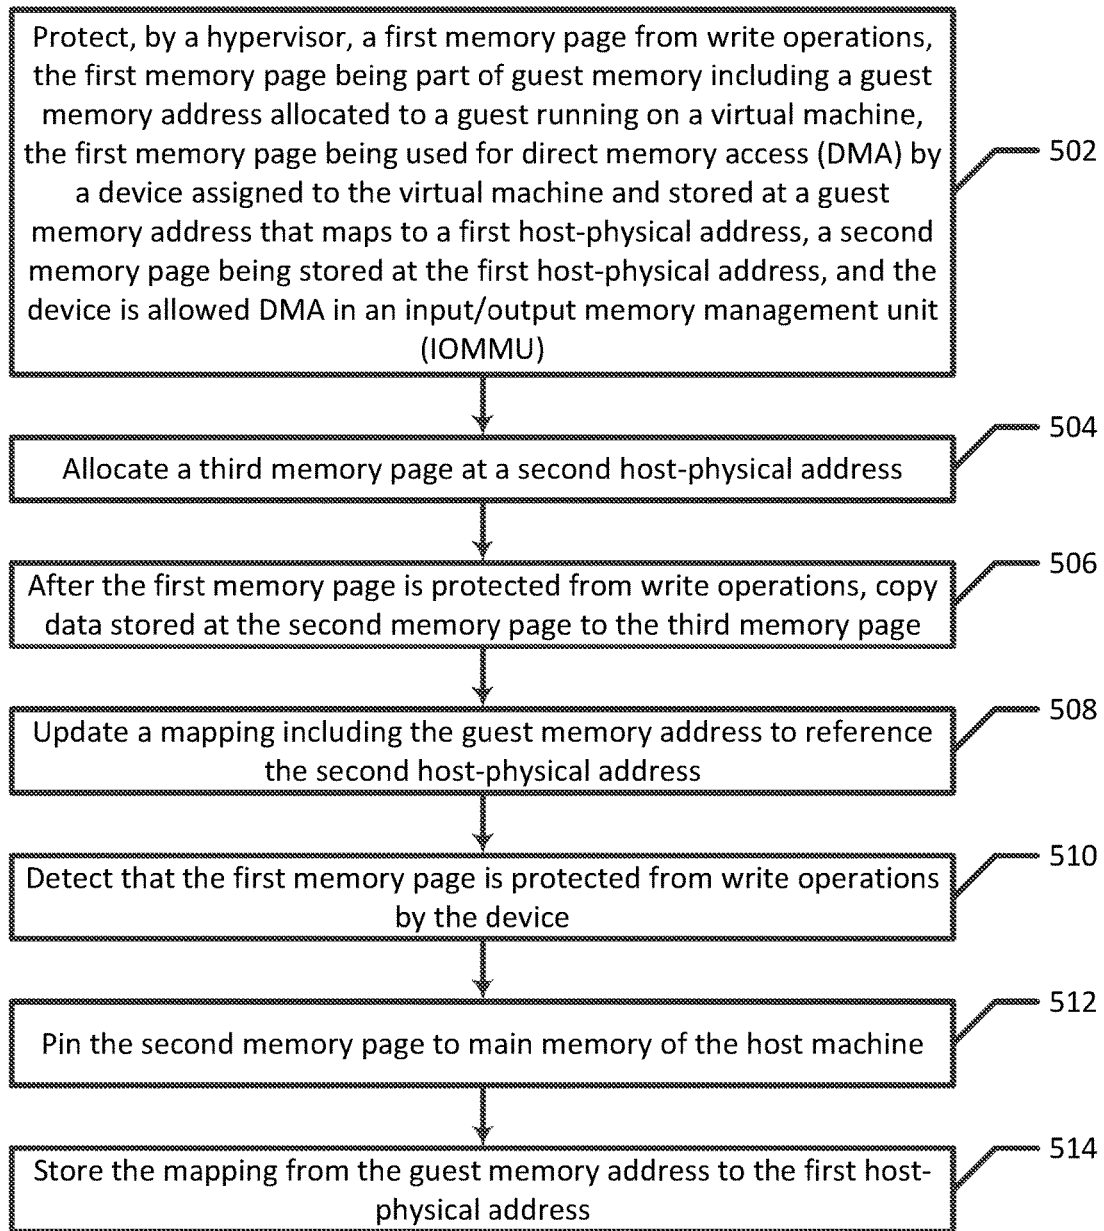 Protect, by a hypervisor, a first memory page from write operations,
the first memory page being part of guest memory including a guest
memory address allocated to a guest running on a virtual machine,
the first memory page being used for direct memory access (DMA) by
a device assigned to the virtual machine and stored at a guest
memory address that maps to a first host-physical address, a second
memory page being stored at the first host-physical address, and the
device is allowed DMA in an input/output memory management unit
(IOMMU)
502
Allocate a third memory page at a second host-physical address
504
After the first memory page is protected from write operations, copy
data stored at the second memory page to the third memory page
506
Update a mapping including the guest memory address to reference
the second host-physical address
508
Detect that the first memory page is protected from write operations
by the device
510
Pin the second memory page to main memory of the host machine
512
Store the mapping from the guest memory address to the first host-
physical address
514